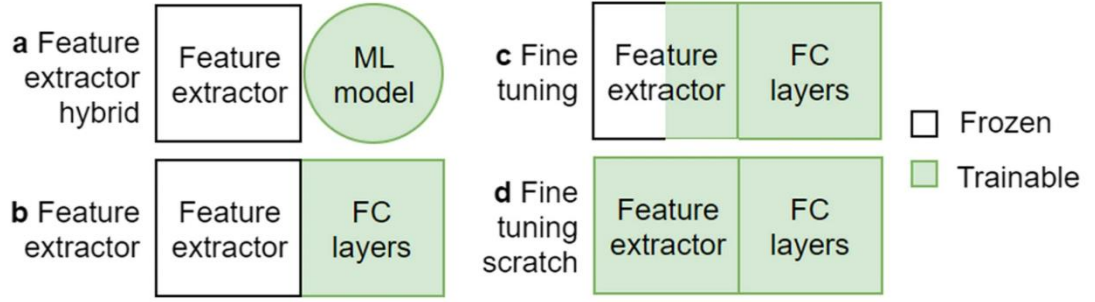 a Feature
extractor
hybrid
Feature
extractor
ML
model
b Feature
extractor
Feature
extractor
FC
layers
c Fine
tuning
Feature
extractor
FC
layers
d Fine
tuning
scratch
Feature
extractor
FC
layers
Frozen
Trainable